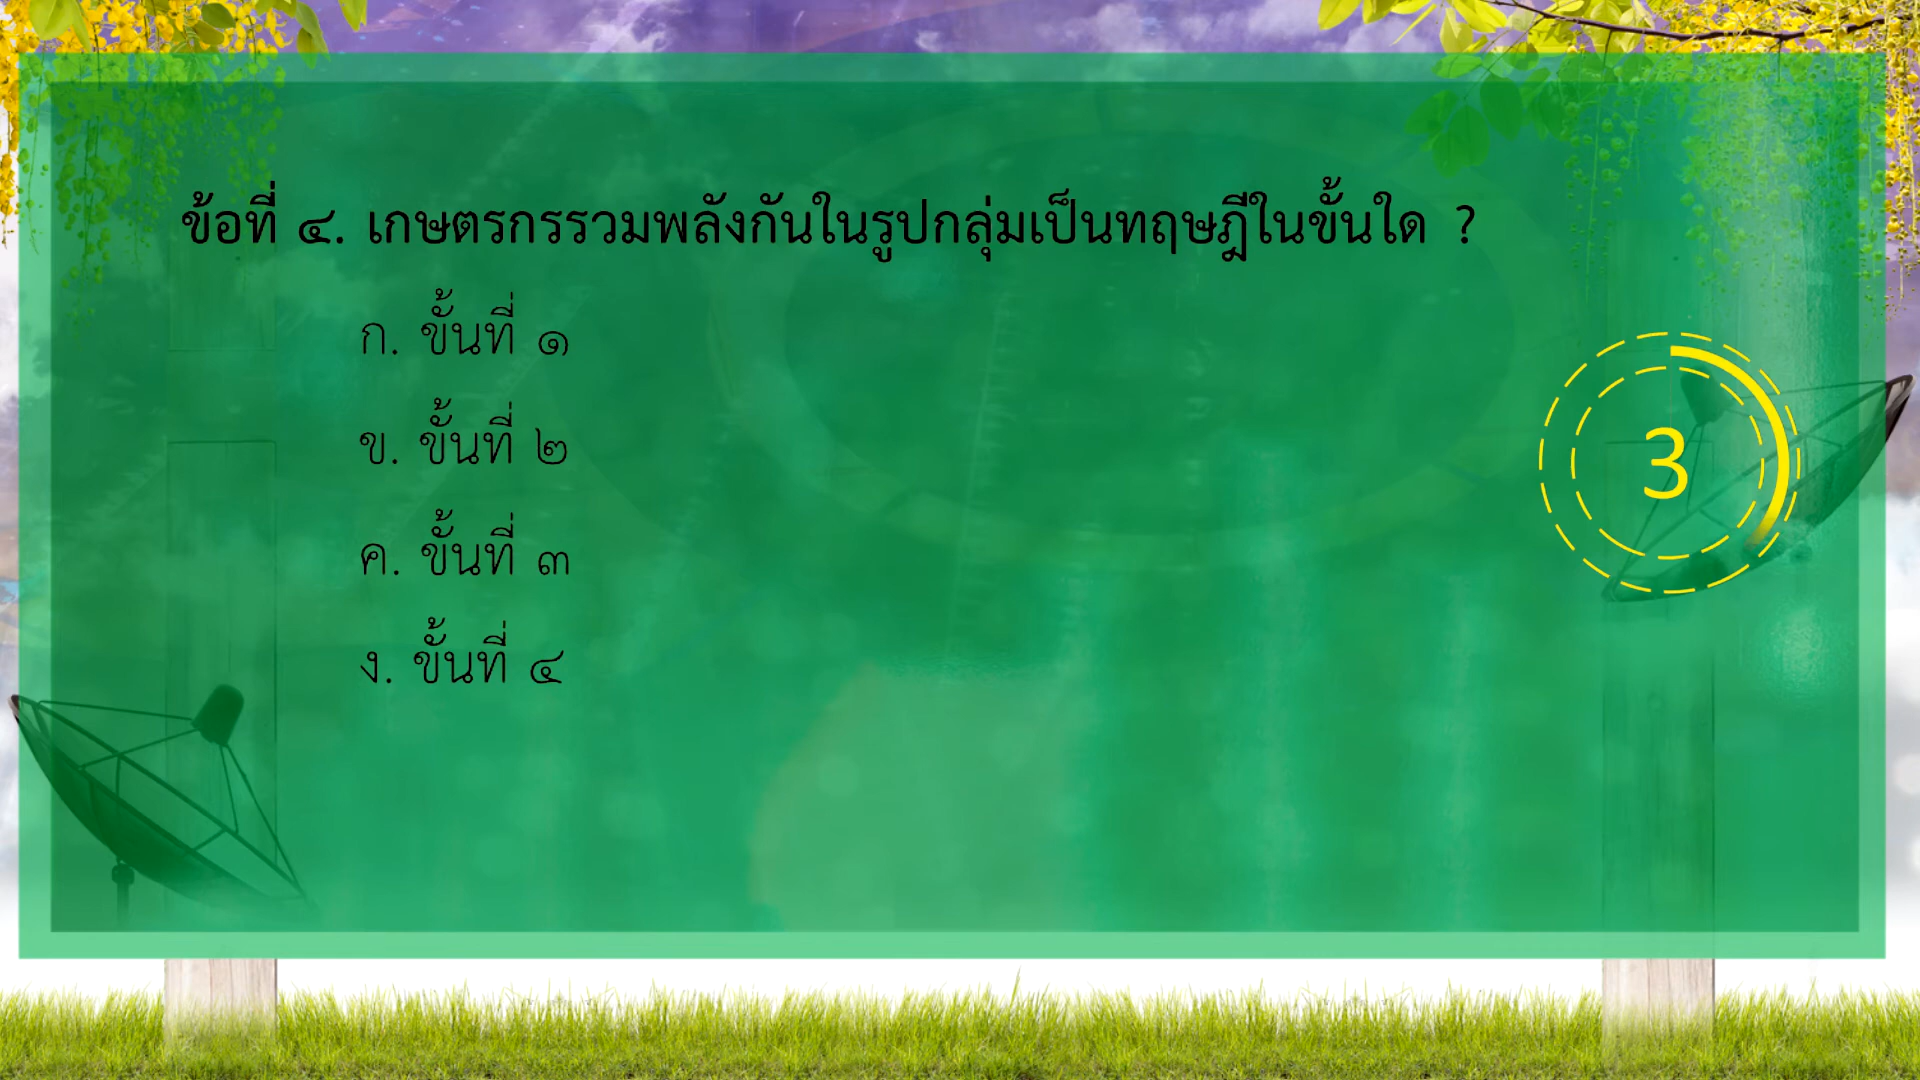 ข้อที่ ๔. เกษตรกรรวมพลังกันในรูปกลุ่มเป็นทฤษฎีในขั้นใด ?
ก. ขั้นที่ ๑
ข. ขั้นที่ ๒
ค. ขั้นที่ ๓
ง. ขั้นที่ ๔
3